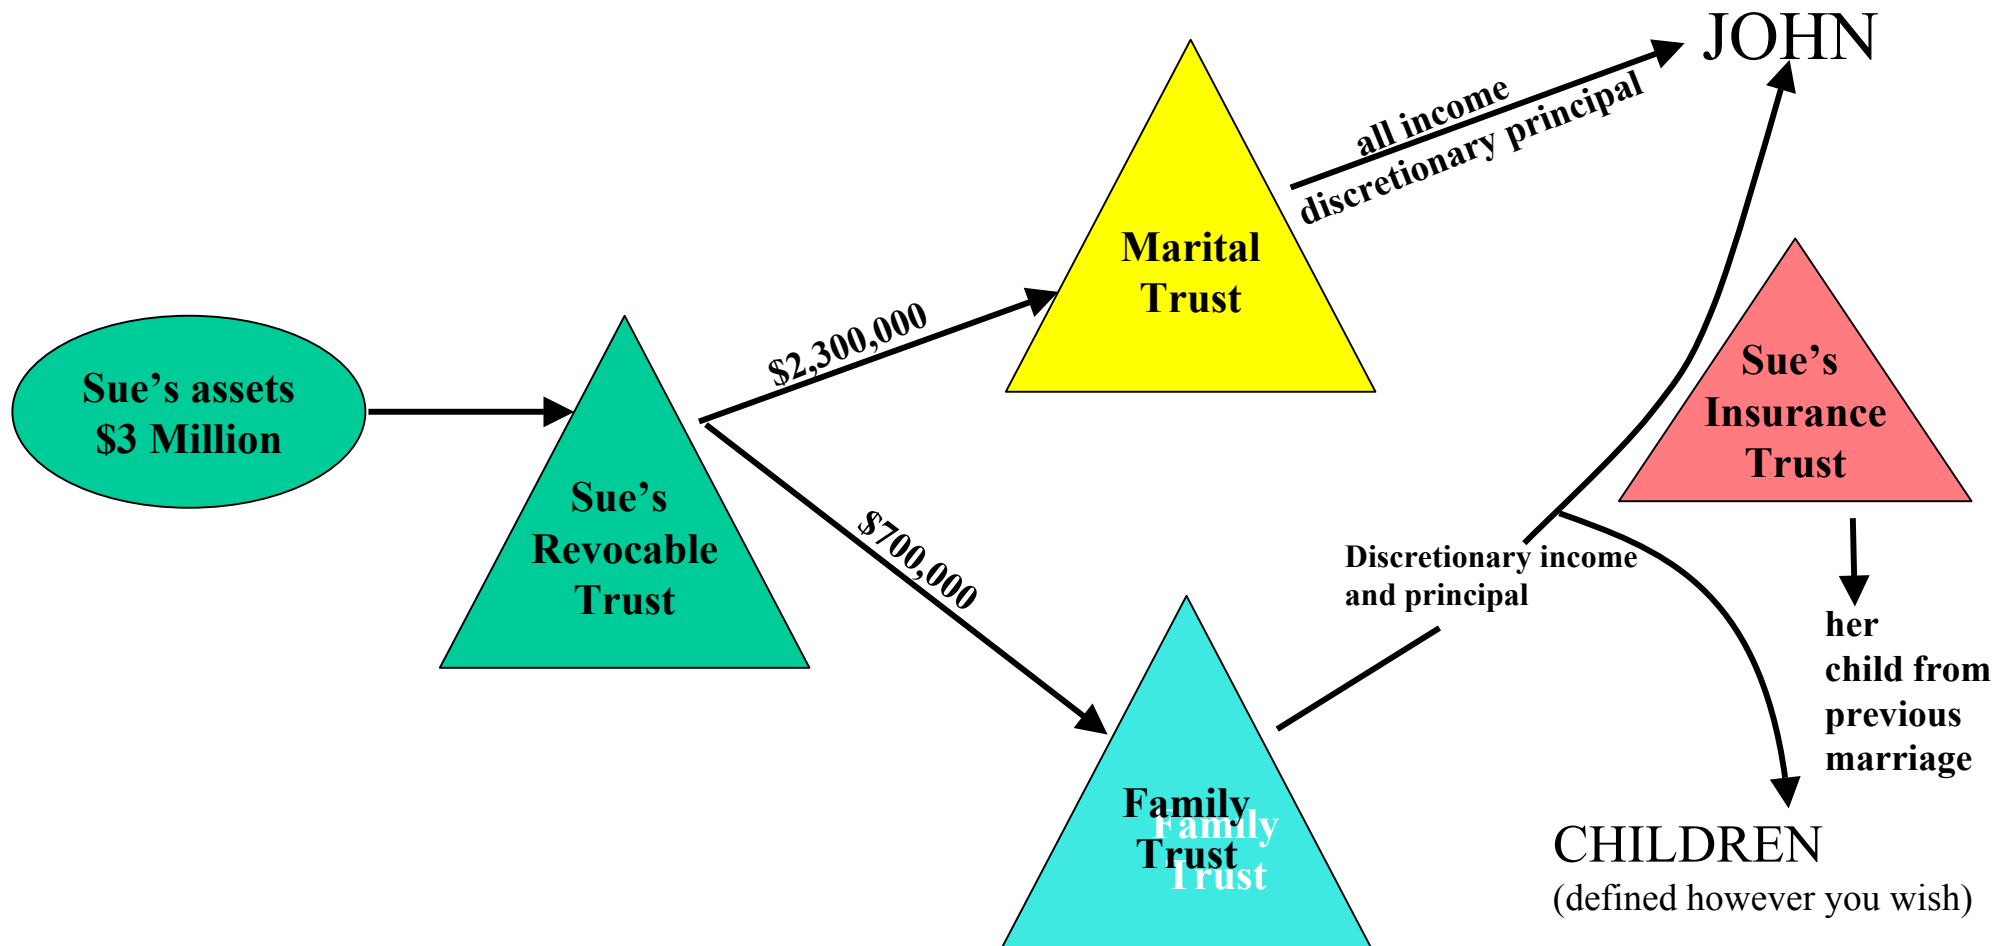 JOHN
all income
discretionary principal
Marital
Trust
$2,300,000
Sue’s assets
$3 Million
Sue’s
Revocable
Trust
$700,000
Sue’s
Insurance
Trust
Discretionary income
and principal
her
child from
previous
marriage
Family
Trust
Family
Trust
CHILDREN
(defined however you wish)